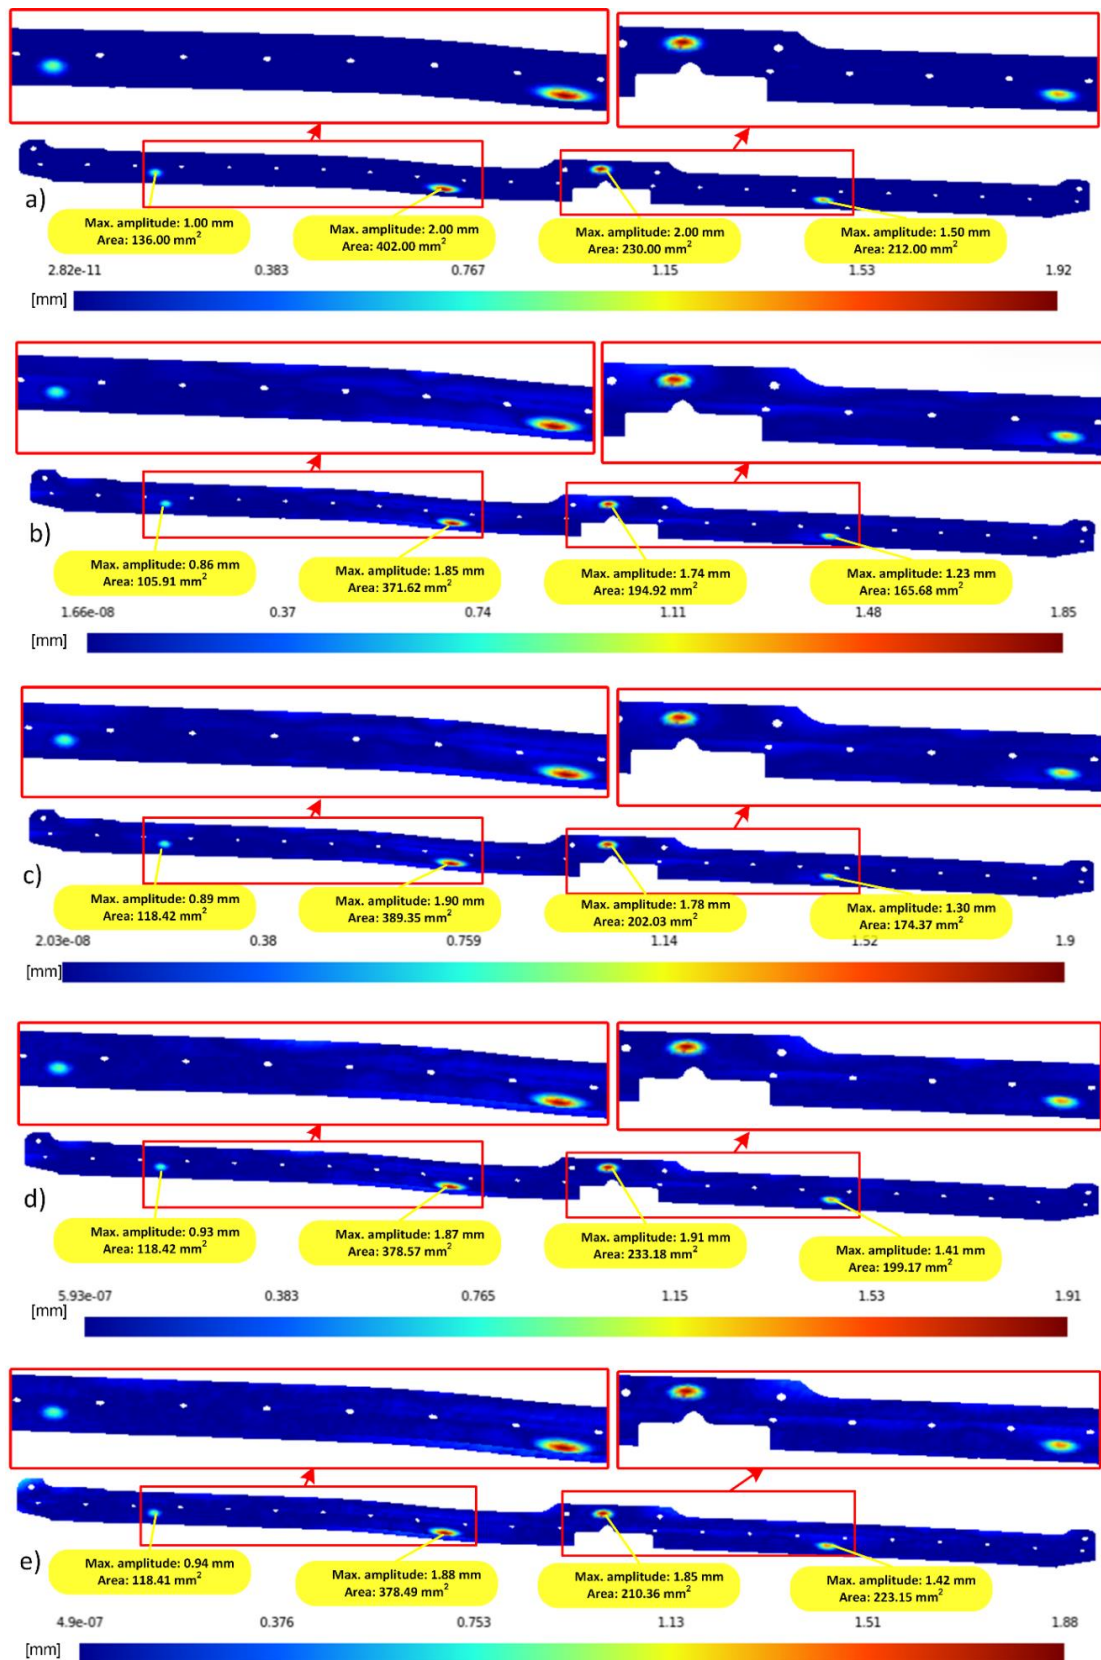 a)
Max. amplitude: 1.00 mm
Area: 136.00 mm²
Max. amplitude: 2.00 mm
Area: 402.00 mm²
Max. amplitude: 2.00 mm
Area: 230.00 mm²
Max. amplitude: 1.50 mm
Area: 212.00 mm²
2.82e-11 0.383 0.767 1.15 1.53 1.92
[mm]
b)
Max. amplitude: 0.86 mm
Area: 105.91 mm²
Max. amplitude: 1.85 mm
Area: 371.62 mm²
Max. amplitude: 1.74 mm
Area: 194.92 mm²
Max. amplitude: 1.23 mm
Area: 165.68 mm²
1.66e-08 0.37 0.74 1.11 1.48 1.85
[mm]
c)
Max. amplitude: 0.89 mm
Area: 118.42 mm²
Max. amplitude: 1.90 mm
Area: 389.35 mm²
Max. amplitude: 1.78 mm
Area: 202.03 mm²
Max. amplitude: 1.30 mm
Area: 174.37 mm²
2.03e-08 0.38 0.759 1.14 1.52 1.9
[mm]
d)
Max. amplitude: 0.93 mm
Area: 118.42 mm²
Max. amplitude: 1.87 mm
Area: 378.57 mm²
Max. amplitude: 1.91 mm
Area: 233.18 mm²
Max. amplitude: 1.41 mm
Area: 199.17 mm²
5.93e-07 0.383 0.765 1.15 1.53 1.91
[mm]
e)
Max. amplitude: 0.94 mm
Area: 118.41 mm²
Max. amplitude: 1.88 mm
Area: 378.49 mm²
Max. amplitude: 1.85 mm
Area: 210.36 mm²
Max. amplitude: 1.42 mm
Area: 223.15 mm²
4.9e-07 0.376 0.753 1.13 1.51 1.88
[mm]